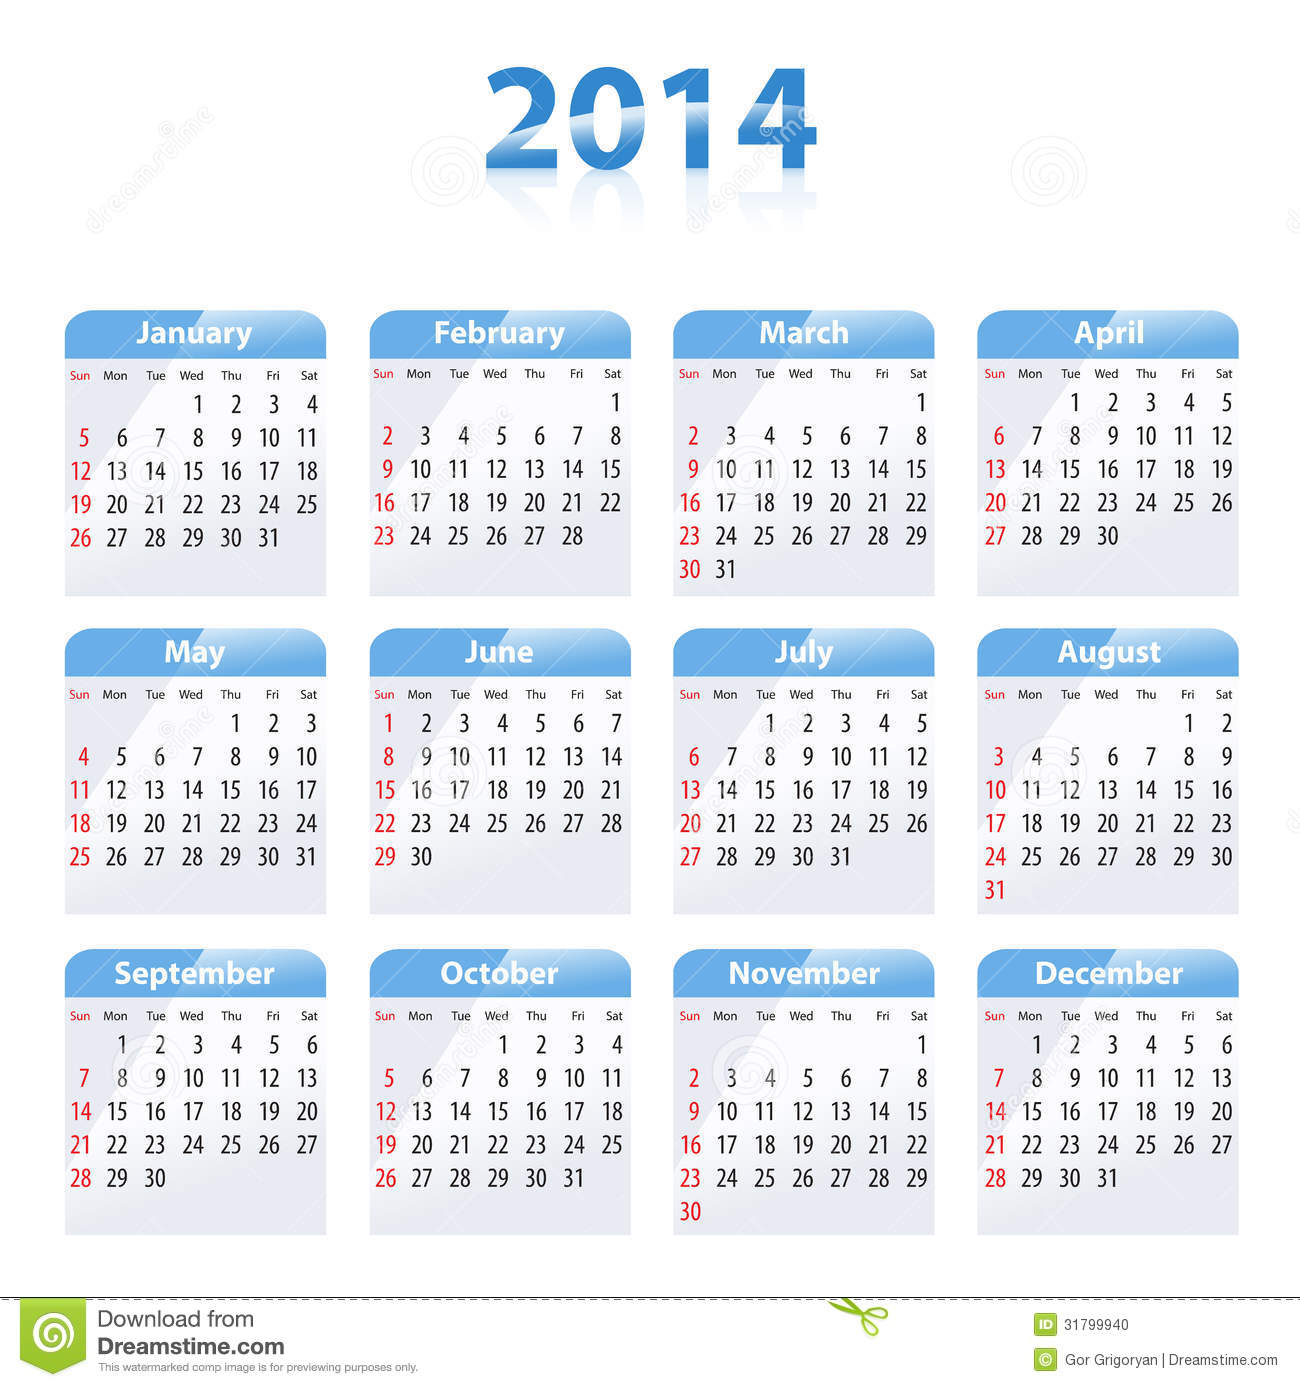 2014
January February March April
Sun Mon Tue Wed Thu Fri Sat Sun Mon Tue Wed Thu Fri Sat Sun Mon Tue Wed Thu Fri Sat Sun Mon Tue Wed Thu Fri Sat
1 2 3 4 1 1 1 2 3 4 5
5 6 7 8 9 10 11 2 3 4 5 6 7 8 2 3 4 5 6 7 8 6 7 8 9 10 11 12
12 13 14 15 16 17 18 9 10 11 12 13 14 15 9 10 11 12 13 14 15 13 14 15 16 17 18 19
19 20 21 22 23 24 25 16 17 18 19 20 21 22 16 17 18 19 20 21 22 20 21 22 23 24 25 26
26 27 28 29 30 31 23 24 25 26 27 28 23 24 25 26 27 28 29 27 28 29 30
30 31
May June July August
Sun Mon Tue Wed Thu Fri Sat Sun Mon Tue Wed Thu Fri Sat Sun Mon Tue Wed Thu Fri Sat Sun Mon Tue Wed Thu Fri Sat
1 2 3 1 2 3 4 5 6 7 1 2 3 4 5 1 2
4 5 6 7 8 9 10 8 9 10 11 12 13 14 6 7 8 9 10 11 12 3 4 5 6 7 8 9
11 12 13 14 15 16 17 15 16 17 18 19 20 21 13 14 15 16 17 18 19 10 11 12 13 14 15 16
18 19 20 21 22 23 24 22 23 24 25 26 27 28 20 21 22 23 24 25 26 17 18 19 20 21 22 23
25 26 27 28 29 30 31 29 30 27 28 29 30 31 24 25 26 27 28 29 30
31
September October November December
Sun Mon Tue Wed Thu Fri Sat Sun Mon Tue Wed Thu Fri Sat Sun Mon Tue Wed Thu Fri Sat Sun Mon Tue Wed Thu Fri Sat
1 2 3 4 5 6 1 2 3 4 1 1 2 3 4 5 6
7 8 9 10 11 12 13 5 6 7 8 9 10 11 2 3 4 5 6 7 8 7 8 9 10 11 12 13
14 15 16 17 18 19 20 12 13 14 15 16 17 18 9 10 11 12 13 14 15 14 15 16 17 18 19 20
21 22 23 24 25 26 27 19 20 21 22 23 24 25 16 17 18 19 20 21 22 21 22 23 24 25 26 27
28 29 30 26 27 28 29 30 31 23 24 25 26 27 28 29 28 29 30 31
30
Download from
Dreamstime.com
This watermarked comp image is for previewing purposes only.
ID 31799940
© Gor Grigoryan | Dreamstime.com